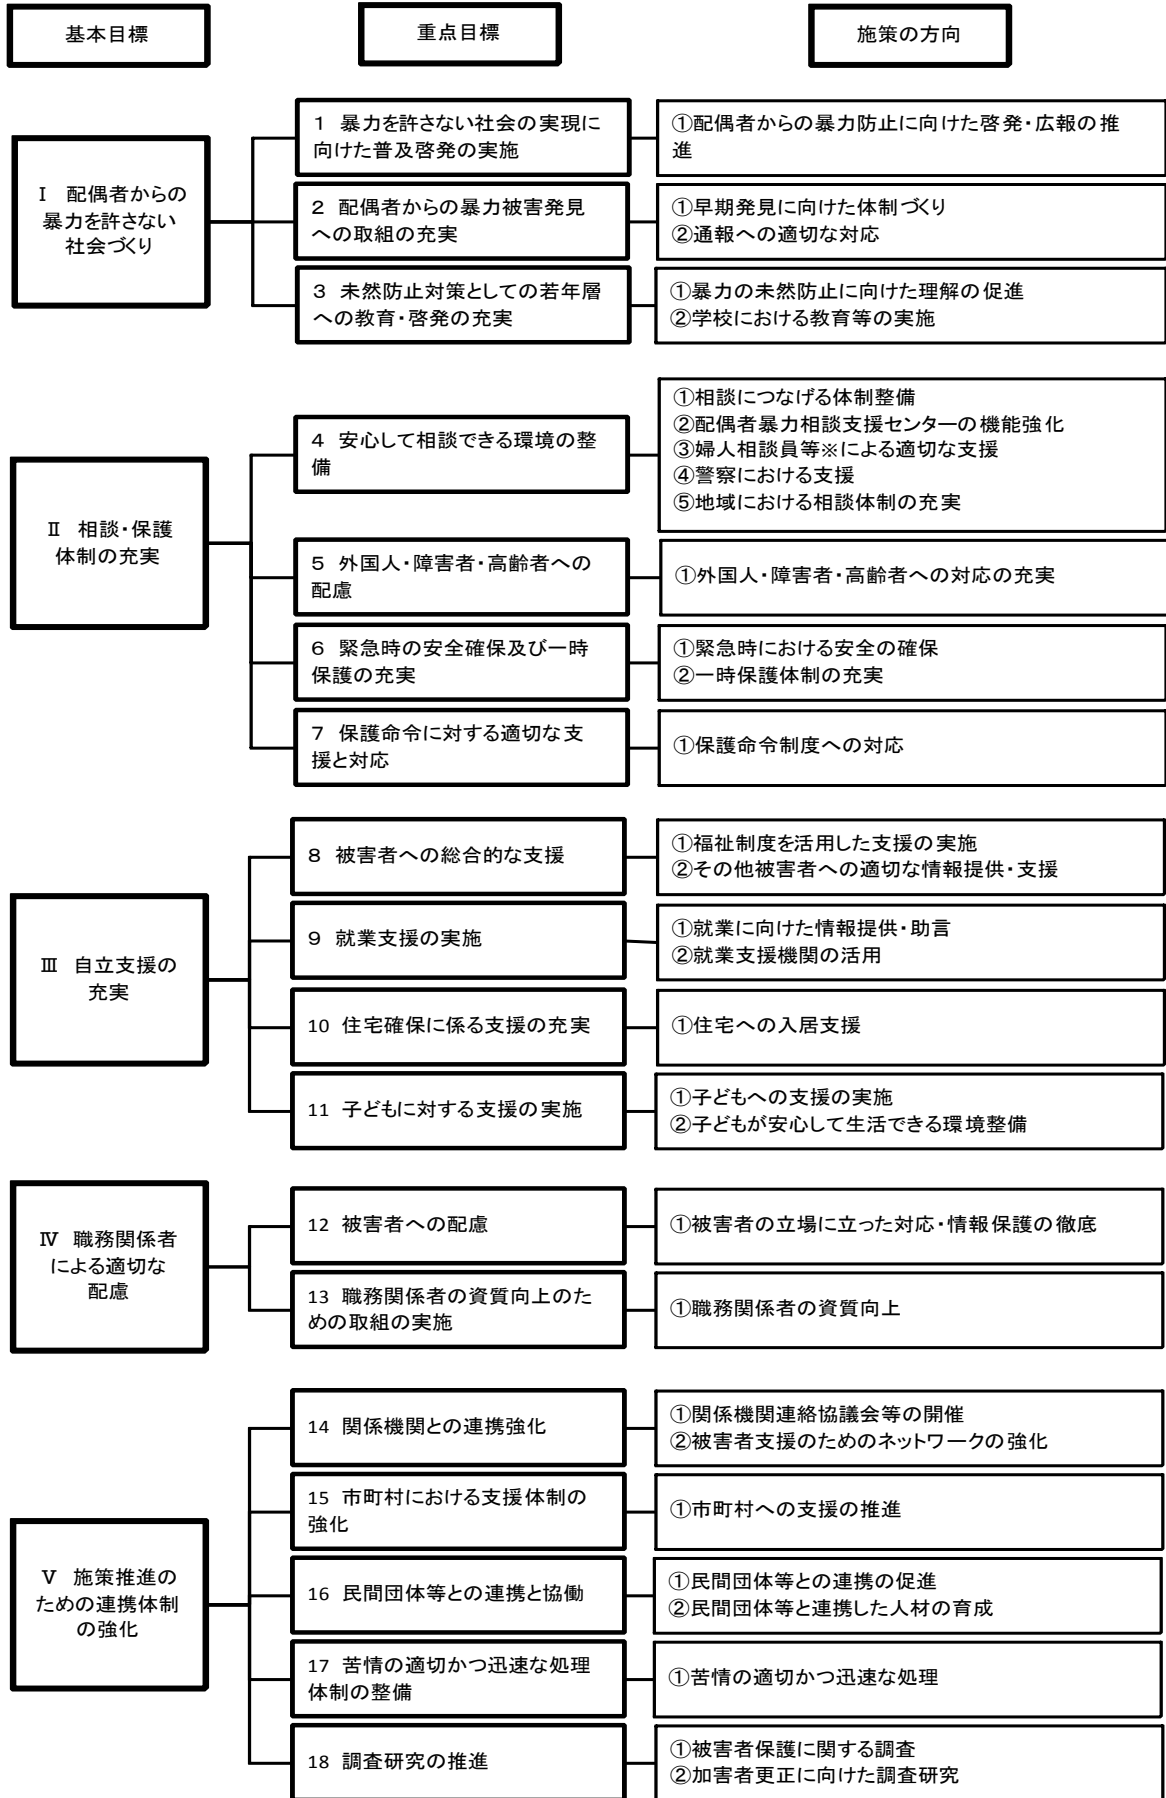 基本目標
重点目標
施策の方向
Ⅰ 配偶者からの
暴力を許さない
社会づくり
1 暴力を許さない社会の実現に
向けた普及啓発の実施
①配偶者からの暴力防止に向けた啓発・広報の推
進
2 配偶者からの暴力被害発見
への取組の充実
①早期発見に向けた体制づくり
②通報への適切な対応
3 未然防止対策としての若年層
への教育・啓発の充実
①暴力の未然防止に向けた理解の促進
②学校における教育等の実施
Ⅱ 相談・保護
体制の充実
4 安心して相談できる環境の整
備
①相談につなげる体制整備
②配偶者暴力相談支援センターの機能強化
③婦人相談員等※による適切な支援
④警察における支援
⑤地域における相談体制の充実
5 外国人・障害者・高齢者への
配慮
①外国人・障害者・高齢者への対応の充実
6 緊急時の安全確保及び一時
保護の充実
①緊急時における安全の確保
②一時保護体制の充実
7 保護命令に対する適切な支
援と対応
①保護命令制度への対応
Ⅲ 自立支援の
充実
8 被害者への総合的な支援
①福祉制度を活用した支援の実施
②その他被害者への適切な情報提供・支援
9 就業支援の実施
①就業に向けた情報提供・助言
②就業支援機関の活用
10 住宅確保に係る支援の充実
①住宅への入居支援
11 子どもに対する支援の実施
①子どもへの支援の実施
②子どもが安心して生活できる環境整備
Ⅳ 職務関係者
による適切な
配慮
12 被害者への配慮
①被害者の立場に立った対応・情報保護の徹底
13 職務関係者の資質向上のた
めの取組の実施
①職務関係者の資質向上
Ⅴ 施策推進の
ための連携体制
の強化
14 関係機関との連携強化
①関係機関連絡協議会等の開催
②被害者支援のためのネットワークの強化
15 市町村における支援体制の
強化
①市町村への支援の推進
16 民間団体等との連携と協働
①民間団体等との連携の促進
②民間団体等と連携した人材の育成
17 苦情の適切かつ迅速な処理
体制の整備
①苦情の適切かつ迅速な処理
18 調査研究の推進
①被害者保護に関する調査
②加害者更正に向けた調査研究